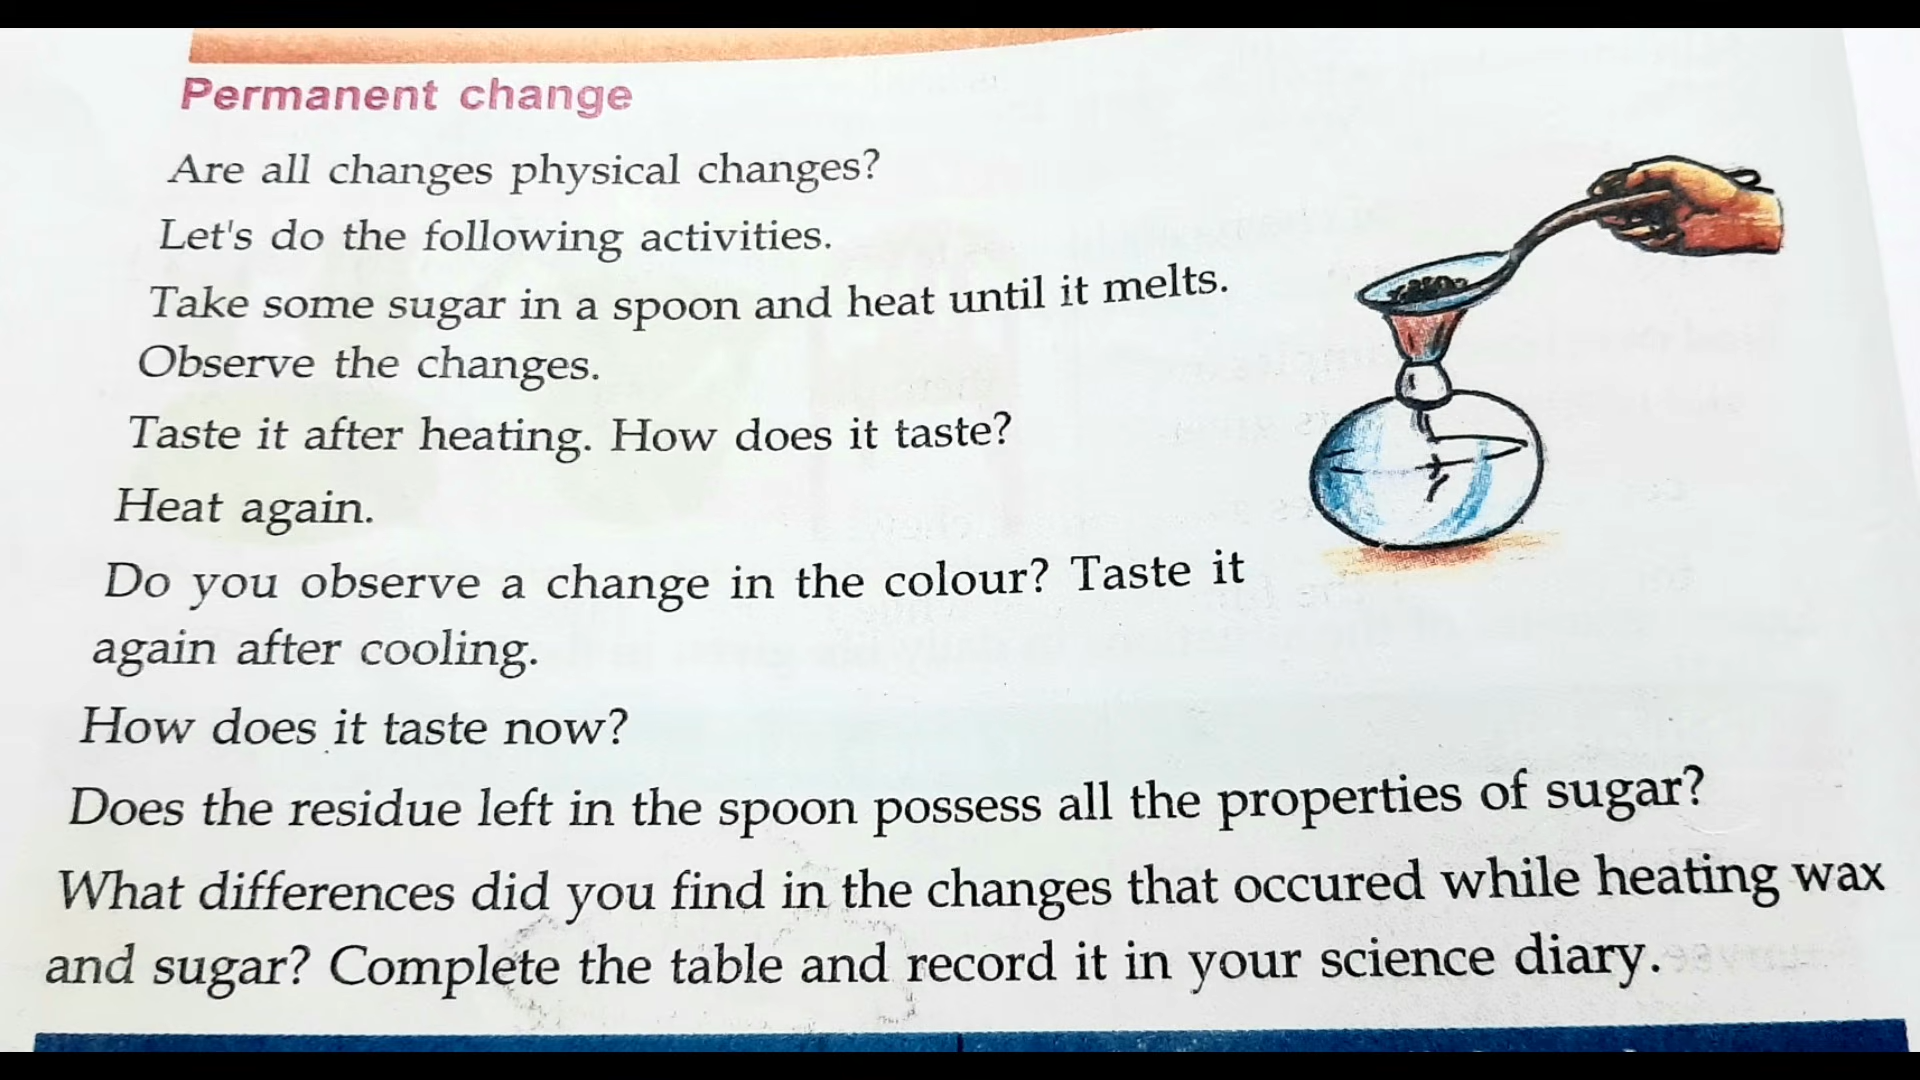 Permanent change
Are all changes physical changes?
Let's do the following activities.
Take some sugar in a spoon and heat until it melts.
Observe the changes.
Taste it after heating. How does it taste?
Heat again.
Do you observe a change in the colour? Taste it
again after cooling.
How does it taste now?
Does the residue left in the spoon possess all the properties of sugar?
What differences did you find in the changes that occured while heating wax
and sugar? Complete the table and record it in your science diary.